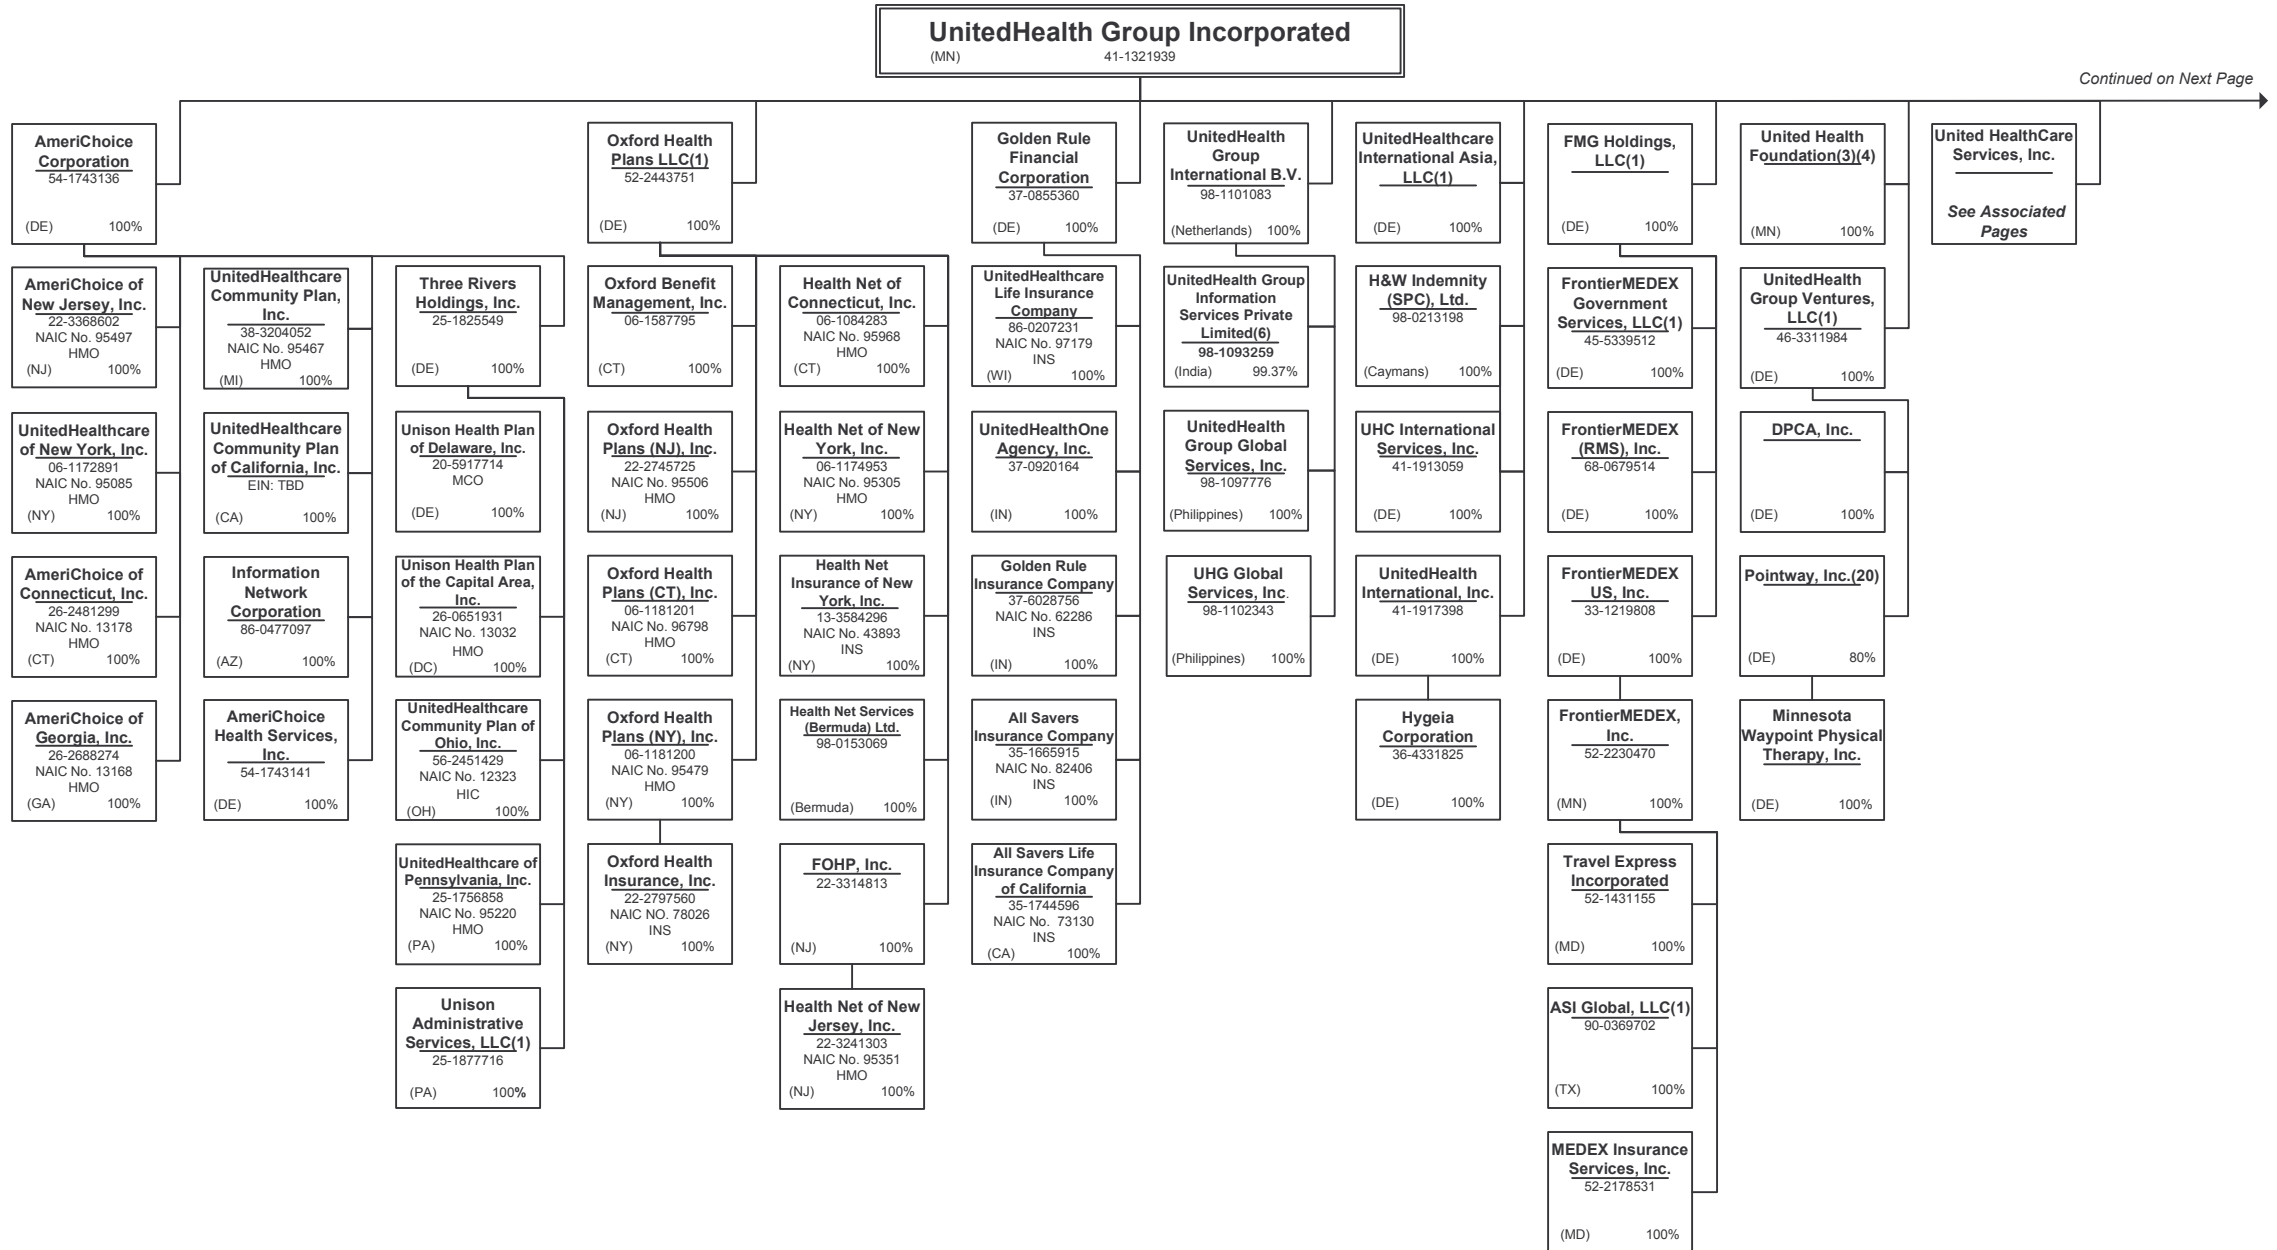 UnitedHealth Group Incorporated
(MN) 41-1321939
Continued on Next Page
AmeriChoice
Corporation
54-1743136
(DE) 100%
Oxford Health
Plans LLC(1)
52-2443751
(DE) 100%
Golden Rule
Financial
Corporation
37-0855360
(DE) 100%
UnitedHealth
Group
International B.V.
98-1101083
(Netherlands) 100%
UnitedHealthcare
International Asia,
LLC(1)
(DE) 100%
FMG Holdings,
LLC(1)
(DE) 100%
United Health
Foundation(3)(4)
(MN) 100%
United HealthCare
Services, Inc.
See Associated
Pages
AmeriChoice of
New Jersey, Inc.
22-3368602
NAIC No. 95497
HMO
(NJ) 100%
UnitedHealthcare
Community Plan,
Inc.
38-3204052
NAIC No. 95467
HMO
(MI) 100%
Three Rivers
Holdings, Inc.
25-1825549
(DE) 100%
Oxford Benefit
Management, Inc.
06-1587795
(CT) 100%
Health Net of
Connecticut, Inc.
06-1084283
NAIC No. 95968
HMO
(CT) 100%
UnitedHealthcare
Life Insurance
Company
86-0207231
NAIC No. 97179
INS
(WI) 100%
UnitedHealth Group
Information
Services Private
Limited(6)
98-1093259
(India) 99.37%
H&W Indemnity
(SPC), Ltd.
98-0213198
(Caymans) 100%
FrontierMEDEX
Government
Services, LLC(1)
45-5339512
(DE) 100%
UnitedHealth
Group Ventures,
LLC(1)
46-3311984
(DE) 100%
UnitedHealthcare
of New York, Inc.
06-1172891
NAIC No. 95085
HMO
(NY) 100%
UnitedHealthcare
Community Plan
of California, Inc.
EIN: TBD
(CA) 100%
Unison Health Plan
of Delaware, Inc.
20-5917714
MCO
(DE) 100%
Oxford Health
Plans (NJ), Inc.
22-2745725
NAIC No. 95506
HMO
(NJ) 100%
Health Net of New
York, Inc.
06-1174953
NAIC No. 95305
HMO
(NY) 100%
UnitedHealthOne
Agency, Inc.
37-0920164
(IN) 100%
UnitedHealth
Group Global
Services, Inc.
98-1097776
(Philippines) 100%
UHC International
Services, Inc.
41-1913059
(DE) 100%
FrontierMEDEX
(RMS), Inc.
68-0679514
(DE) 100%
DPCA, Inc.
(DE) 100%
AmeriChoice of
Connecticut, Inc.
26-2481299
NAIC No. 13178
HMO
(CT) 100%
Information
Network
Corporation
86-0477097
(AZ) 100%
Unison Health Plan
of the Capital Area,
Inc.
26-0651931
NAIC No. 13032
HMO
(DC) 100%
Oxford Health
Plans (CT), Inc.
06-1181201
NAIC No. 96798
HMO
(CT) 100%
Health Net
Insurance of New
York, Inc.
13-3584296
NAIC No. 43893
INS
(NY) 100%
Golden Rule
Insurance Company
37-6028756
NAIC No. 62286
INS
(IN) 100%
UHG Global
Services, Inc.
98-1102343
(Philippines) 100%
UnitedHealth
International, Inc.
41-1917398
(DE) 100%
FrontierMEDEX
US, Inc.
33-1219808
(DE) 100%
Pointway, Inc.(20)
(DE) 80%
AmeriChoice of
Georgia, Inc.
26-2688274
NAIC No. 13168
HMO
(GA) 100%
AmeriChoice
Health Services,
Inc.
54-1743141
(DE) 100%
UnitedHealthcare
Community Plan of
Ohio, Inc.
56-2451429
NAIC No. 12323
HIC
(OH) 100%
Oxford Health
Plans (NY), Inc.
06-1181200
NAIC No. 95479
HMO
(NY) 100%
Health Net Services
(Bermuda) Ltd.
98-0153069
(Bermuda) 100%
All Savers
Insurance Company
35-1665915
NAIC No. 82406
INS
(IN) 100%
Hygeia
Corporation
36-4331825
(DE) 100%
FrontierMEDEX,
Inc.
52-2230470
(MN) 100%
Minnesota
Waypoint Physical
Therapy, Inc.
(DE) 100%
UnitedHealthcare of
Pennsylvania, Inc.
25-1756858
NAIC No. 95220
HMO
(PA) 100%
Oxford Health
Insurance, Inc.
22-2797560
NAIC NO. 78026
INS
(NY) 100%
FOHP, Inc.
22-3314813
(NJ) 100%
All Savers Life
Insurance Company
of California
35-1744596
NAIC No. 73130
INS
(CA) 100%
Travel Express
Incorporated
52-1431155
(MD) 100%
Unison
Administrative
Services, LLC(1)
25-1877716
(PA) 100%
Health Net of New
Jersey, Inc.
22-3241303
NAIC No. 95351
HMO
(NJ) 100%
ASI Global, LLC(1)
90-0369702
(TX) 100%
MEDEX Insurance
Services, Inc.
52-2178531
(MD) 100%